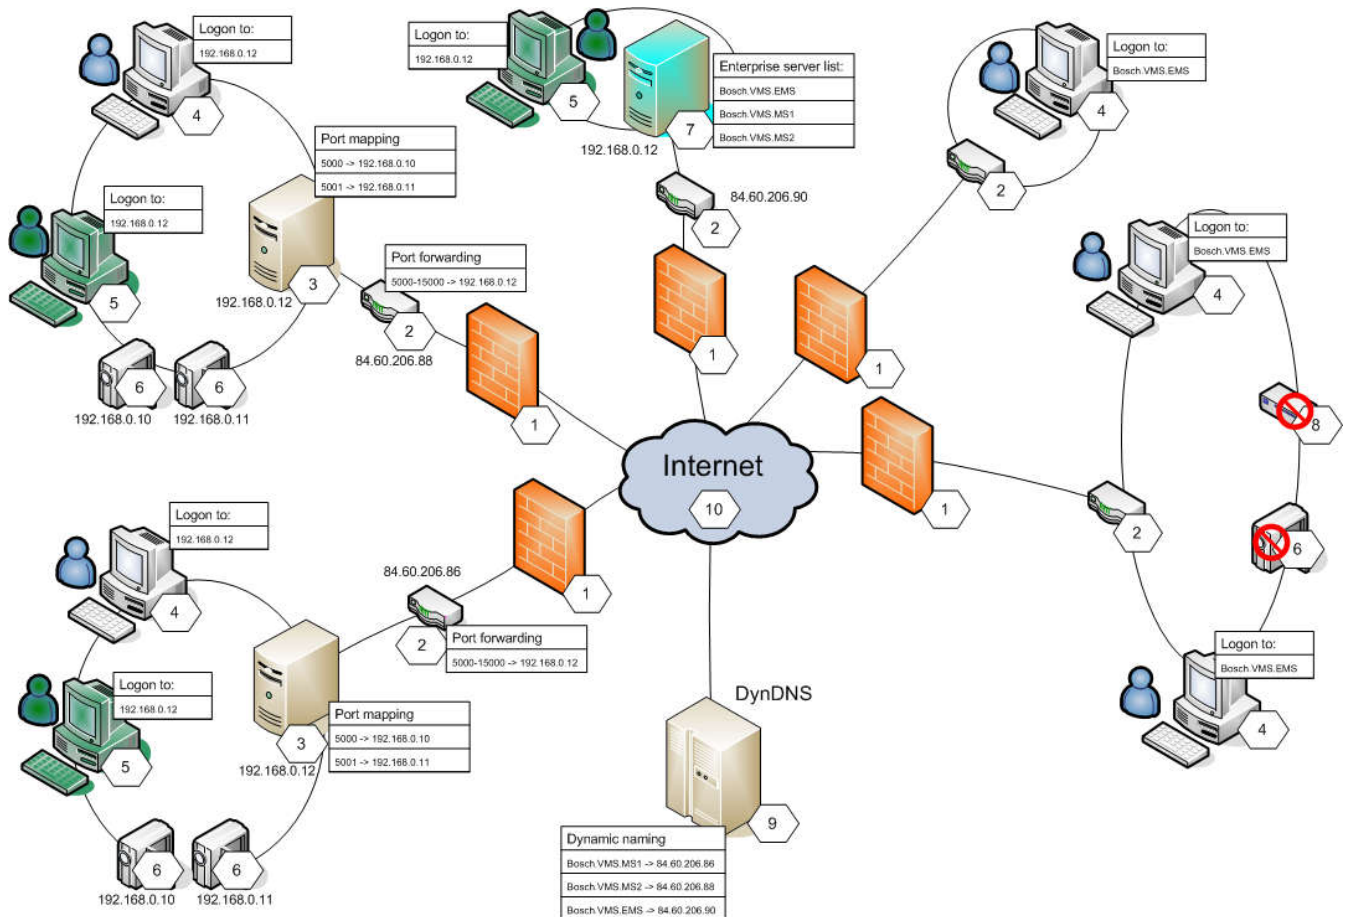 Logon to:
192.168.0.12
4
Port mapping
5000 -> 192.168.0.10
5001 -> 192.168.0.11
Logon to:
192.168.0.12
5
3
192.168.0.12
Port forwarding
5000-15000 -> 192.168.0.12
2
84.60.206.88
1
6
6
192.168.0.10
192.168.0.11
Logon to:
192.168.0.12
5
7
192.168.0.12
Enterprise server list:
Bosch.VMS.EMS
Bosch.VMS.MS1
Bosch.VMS.MS2
2
84.60.206.90
1
Logon to:
Bosch.VMS.EMS
4
2
1
Logon to:
Bosch.VMS.EMS
4
8
6
2
1
Logon to:
Bosch.VMS.EMS
4
Internet
10
Logon to:
192.168.0.12
4
84.60.206.86
1
2
Port forwarding
5000-15000 -> 192.168.0.12
Logon to:
192.168.0.12
5
3
192.168.0.12
Port mapping
5000 -> 192.168.0.10
5001 -> 192.168.0.11
6
6
192.168.0.10
192.168.0.11
DynDNS
9
Dynamic naming
Bosch.VMS.MS1 -> 84.60.206.86
Bosch.VMS.MS2 -> 84.60.206.88
Bosch.VMS.EMS -> 84.60.206.90